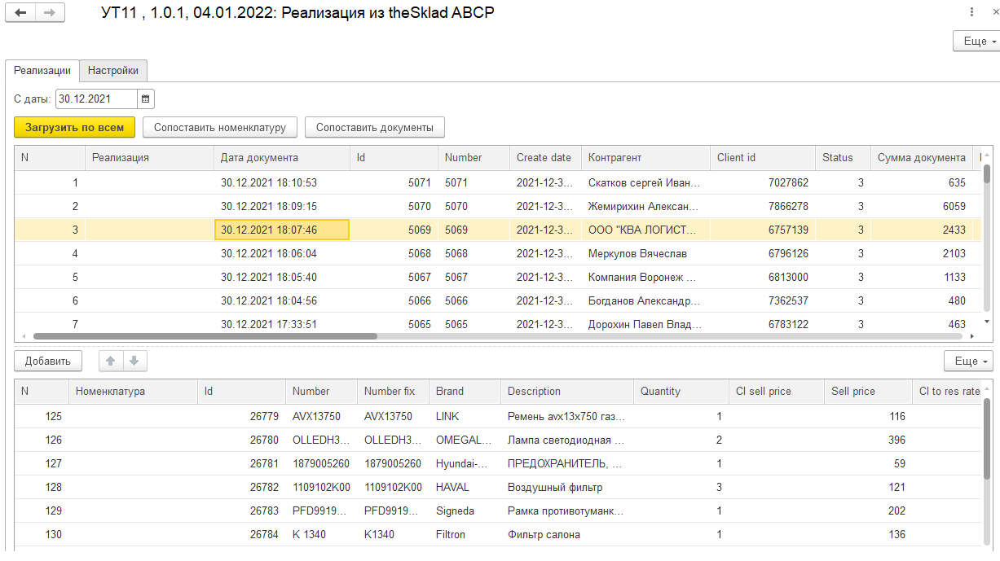 УТ11 , 1.0.1, 04.01.2022: Реализация из theSklad ABCP
Еще
Реализации Настройки
С даты: 30.12.2021
Загрузить по всем Сопоставить номенклатуру Сопоставить документы
N Реализация Дата документа Id Number Create date Контрагент Client id Status Сумма документа
1 30.12.2021 18:10:53 5071 5071 2021-12-3... Скатков сергей Иван... 7027862 3 635
2 30.12.2021 18:09:15 5070 5070 2021-12-3... Жемирихин Алексан... 7866278 3 6059
3 30.12.2021 18:07:46 5069 5069 2021-12-3... ООО "КВА ЛОГИСТ... 6757139 3 2433
4 30.12.2021 18:06:04 5068 5068 2021-12-3... Меркулов Вячеслав 6796126 3 2103
5 30.12.2021 18:05:40 5067 5067 2021-12-3... Компания Воронеж ... 6813000 3 1133
6 30.12.2021 18:04:56 5066 5066 2021-12-3... Богданов Александр... 7362537 3 480
7 30.12.2021 17:33:51 5065 5065 2021-12-3... Дорохин Павел Влад... 6783122 3 463
Добавить Еще
N Номенклатура Id Number Number fix Brand Description Quantity Cl sell price Sell price Cl to res rate
125 26779 AVX13750 AVX13750 LINK Ремень avx13x750 газ... 1 116
126 26780 OLLEDH3... OLLEDH3... OMEGAL... Лампа светодиодная ... 2 396
127 26781 1879005260 1879005260 Hyundai-... ПРЕДОХРАНИТЕЛЬ, ... 1 59
128 26782 1109102K00 1109102K00 HAVAL Воздушный фильтр 3 121
129 26783 PFD9919... PFD9919... Signeda Рамка противотуманк... 1 202
130 26784 K 1340 K1340 Filtron Фильтр салона 1 136